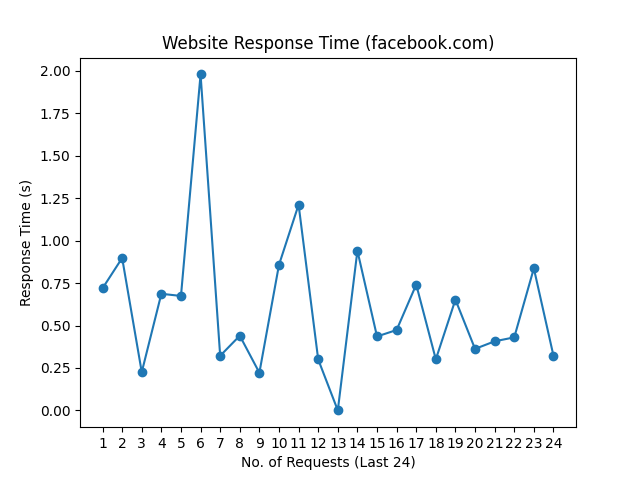 Website Response Time (facebook.com)
2.00
1.75
1.50
1.25
1.00
0.75
0.50
0.25
0.00
Response Time (s)
1 2 3 4 5 6 7 8 9 10 11 12 13 14 15 16 17 18 19 20 21 22 23 24
No. of Requests (Last 24)